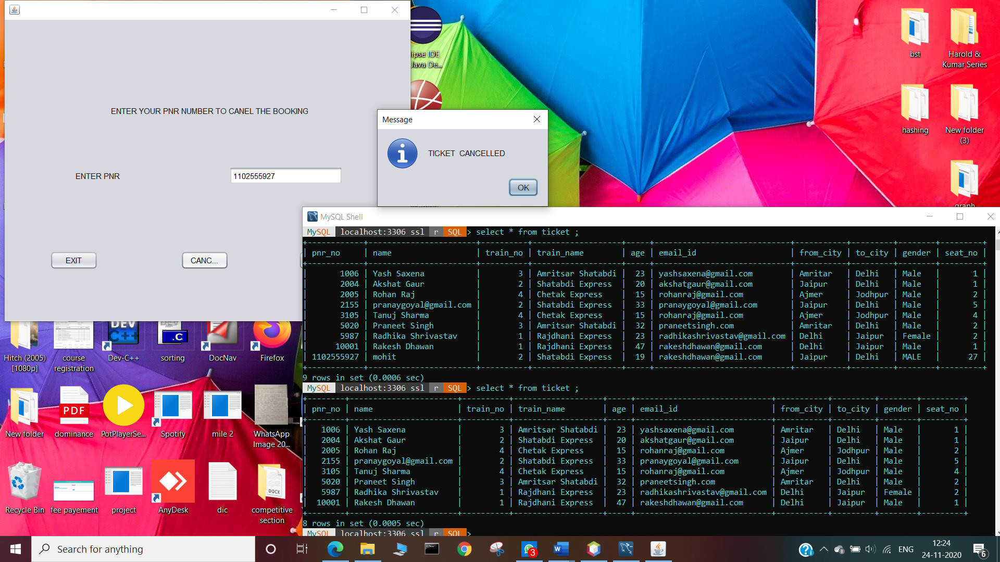 ENTER YOUR PNR NUMBER TO CANEL THE BOOKING
ENTER PNR
1102555927
EXIT
CANC...
Message
TICKET  CANCELLED
OK
ipse IDE
Java De...
bst
Harold &
Kumar Series
hashing
New folder
(3)
graph
MySQL Shell
MySQL localhost:3306 ssl r SQL > select * from ticket ;
| pnr_no | name | train_no | train_name | age | email_id | from_city | to_city | gender | seat_no |
| 1006 | Yash Saxena | 3 | Amritsar Shatabdi | 23 | yashsaxena@gmail.com | Amritar | Delhi | Male | 1 |
| 2004 | Akshat Gaur | 2 | Shatabdi Express | 20 | akshatgaur@gmail.com | Jaipur | Delhi | Male | 1 |
| 2005 | Rohan Raj | 4 | Chetak Express | 15 | rohanraj@gmail.com | Ajmer | Jodhpur | Male | 2 |
| 2155 | pranaygoyal@gmail.com | 2 | Shatabdi Express | 33 | pranaygoyal@gmail.com | Jaipur | Delhi | Male | 5 |
| 3105 | Tanuj Sharma | 4 | Chetak Express | 15 | rohanraj@gmail.com | Ajmer | Jodhpur | Male | 4 |
| 5020 | Praneet Singh | 3 | Amritsar Shatabdi | 32 | praneetsingh.com | Amritar | Delhi | Male | 2 |
| 5987 | Radhika Shrivastav | 1 | Rajdhani Express | 23 | radhikashrivastav@gmail.com | Delhi | Jaipur | Female | 2 |
| 10001 | Rakesh Dhawan | 1 | Rajdhani Express | 47 | rakeshdhawan@gmail.com | Delhi | Jaipur | Male | 1 |
| 1102555927 | mohit | 2 | Shatabdi Express | 19 | rakeshdhawan@gmail.com | Jaipur | Delhi | MALE | 27 |
9 rows in set (0.0006 sec)
MySQL localhost:3306 ssl r SQL > select * from ticket ;
| pnr_no | name | train_no | train_name | age | email_id | from_city | to_city | gender | seat_no |
| 1006 | Yash Saxena | 3 | Amritsar Shatabdi | 23 | yashsaxena@gmail.com | Amritar | Delhi | Male | 1 |
| 2004 | Akshat Gaur | 2 | Shatabdi Express | 20 | akshatgaur@gmail.com | Jaipur | Delhi | Male | 1 |
| 2005 | Rohan Raj | 4 | Chetak Express | 15 | rohanraj@gmail.com | Ajmer | Jodhpur | Male | 2 |
| 2155 | pranaygoyal@gmail.com | 2 | Shatabdi Express | 33 | pranaygoyal@gmail.com | Jaipur | Delhi | Male | 5 |
| 3105 | Tanuj Sharma | 4 | Chetak Express | 15 | rohanraj@gmail.com | Ajmer | Jodhpur | Male | 4 |
| 5020 | Praneet Singh | 3 | Amritsar Shatabdi | 32 | praneetsingh.com | Amritar | Delhi | Male | 2 |
| 5987 | Radhika Shrivastav | 1 | Rajdhani Express | 23 | radhikashrivastav@gmail.com | Delhi | Jaipur | Female | 2 |
| 10001 | Rakesh Dhawan | 1 | Rajdhani Express | 47 | rakeshdhawan@gmail.com | Delhi | Jaipur | Male | 1 |
8 rows in set (0.0005 sec)
MySQL localhost:3306 ssl r SQL >
DEV
C++
.C
Hitch (2005)
[1080p]
course
registration
Dev-C++
sorting
DocNav
Firefox
PDF
New folder
dominance
PotPlayerSe...
Spotify
mile 2
WhatsApp
Image 20...
DOCX
Recycle Bin
fee payement
project
AnyDesk
dic
competitive
section
Search for anything
3
ENG
12:24
24-11-2020
6